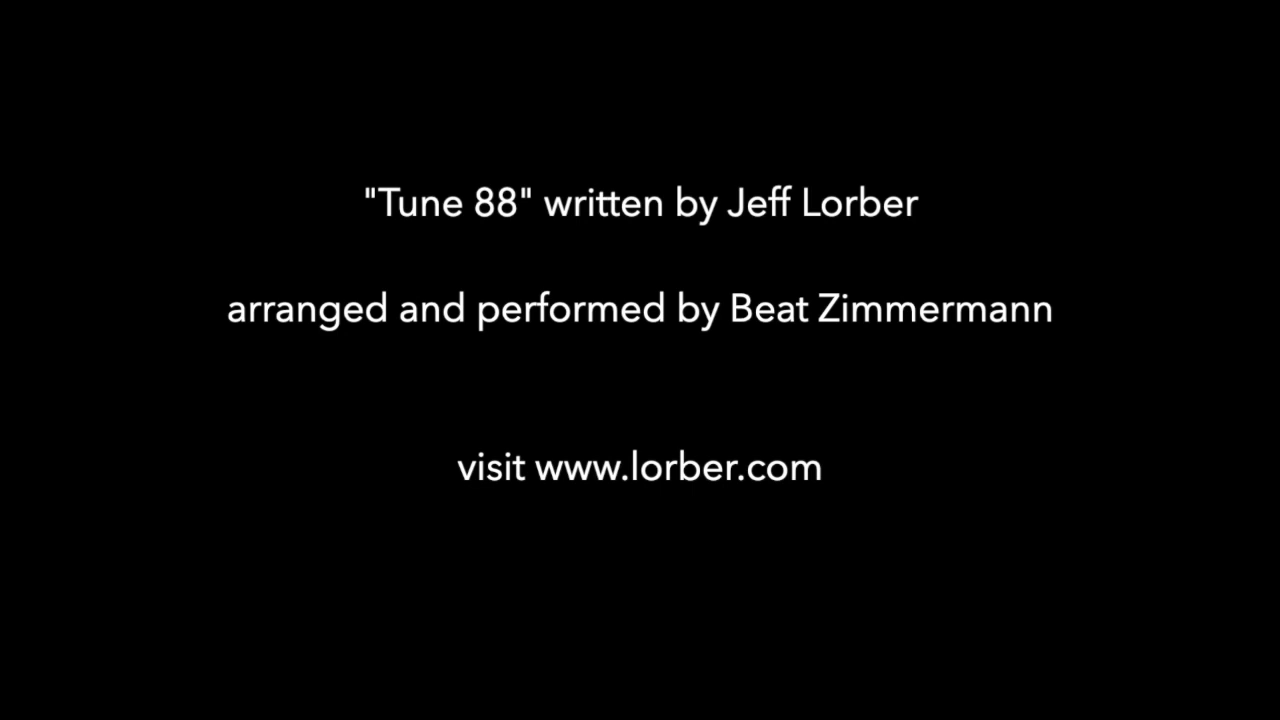 "Tune 88" written by Jeff Lorber
arranged and performed by Beat Zimmermann
visit www.lorber.com